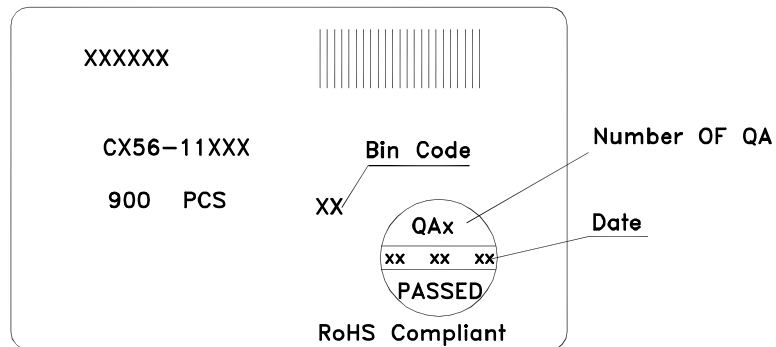 XXXXXX
CX56-11XXX
Bin Code
Number OF QA
900 PCS
XX
QAx
Date
xx xx xx
PASSED
RoHS Compliant